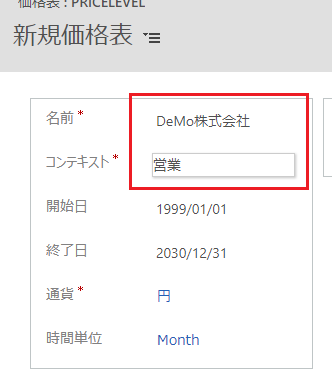 価格表 : PRICELEVEL
新規価格表
名前 * DeMo株式会社
コンテキスト * 営業
開始日 1999/01/01
終了日 2030/12/31
通貨 * 円
時間単位 Month